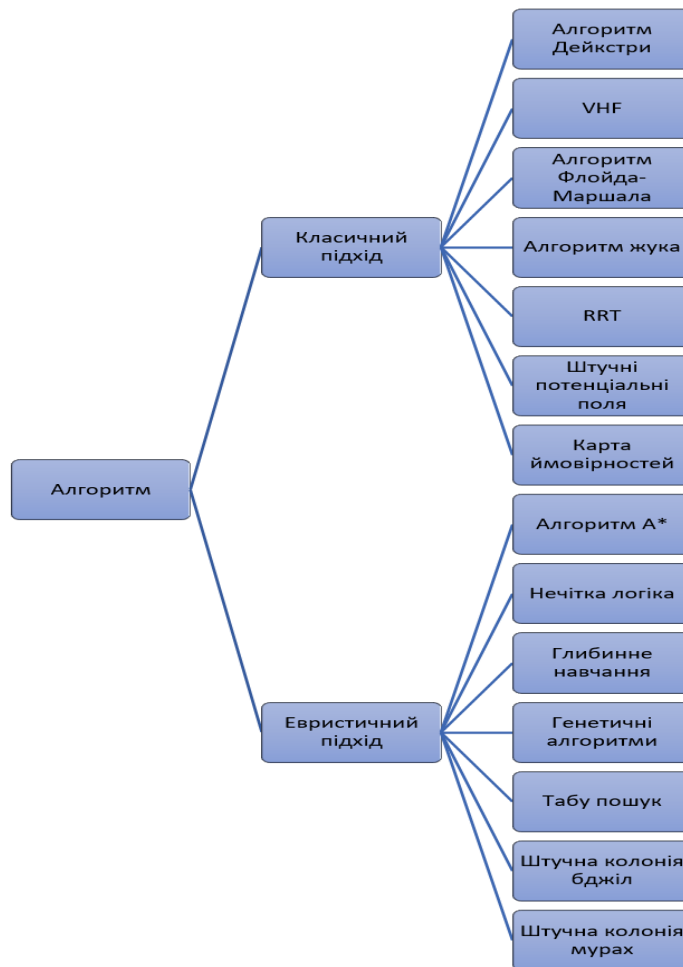 Алгоритм
Дейкстри
VHF
Алгоритм
Флойда-
Маршала
Класичний
підхід
Алгоритм жука
RRT
Штучні
потенціальні
поля
Карта
ймовірностей
Алгоритм
Алгоритм А*
Нечітка логіка
Глибинне
навчання
Евристичний
підхід
Генетичні
алгоритми
Табу пошук
Штучна колонія
бджіл
Штучна колонія
мурах